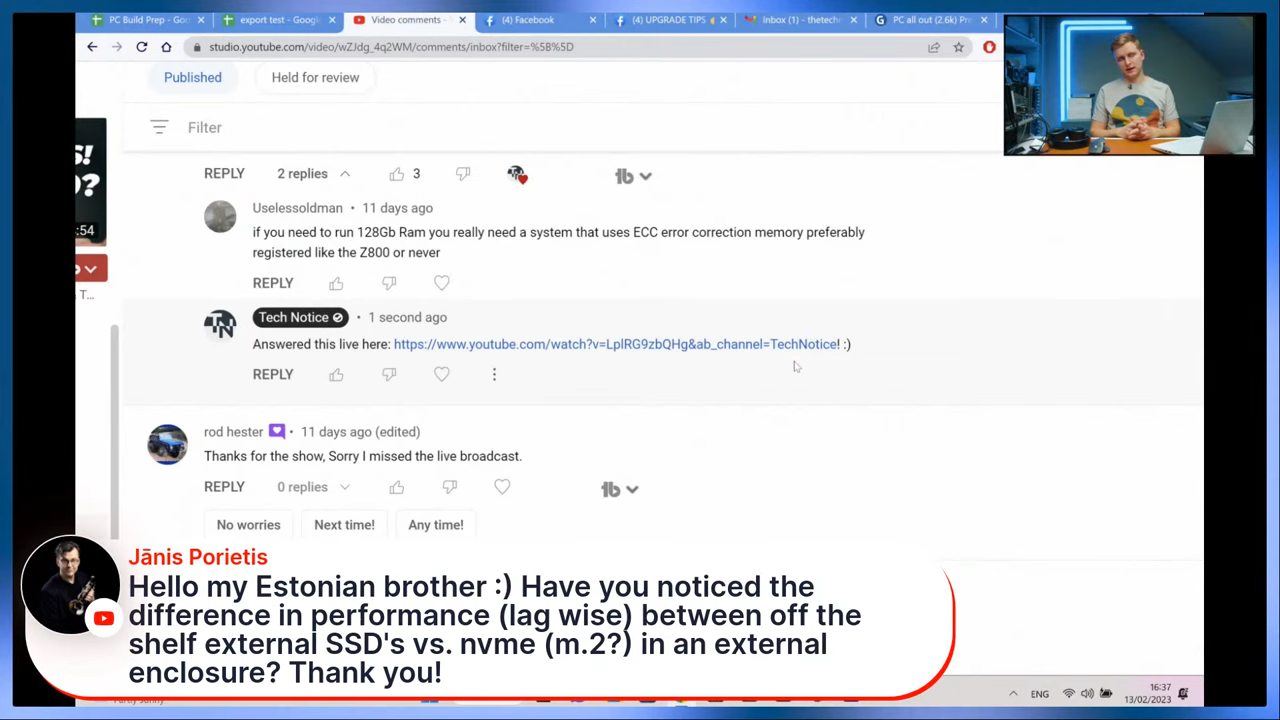 PC Build Prep - Goo
export test - Google
Video comments -
(4) Facebook
(4) UPGRADE TIPS
Inbox (1) - thetechn
PC all out (2.6k) Pre
studio.youtube.com/video/wZJdg_4q2WM/comments/inbox?filter=%5B%5D
Published
Held for review
Filter
S!
O?
:54
T...
REPLY 2 replies 3
Uselessoldman • 11 days ago
if you need to run 128Gb Ram you really need a system that uses ECC error correction memory preferably
registered like the Z800 or never
REPLY
TN
Tech Notice • 1 second ago
Answered this live here: https://www.youtube.com/watch?v=LplRG9zbQHg&ab_channel=TechNotice! :)
REPLY
rod hester • 11 days ago (edited)
Thanks for the show, Sorry I missed the live broadcast.
REPLY 0 replies
No worries
Next time!
Any time!
Jānis Porietis
Hello my Estonian brother :) Have you noticed the
difference in performance (lag wise) between off the
shelf external SSD's vs. nvme (m.2?) in an external
enclosure? Thank you!
ENG
16:37
13/02/2023